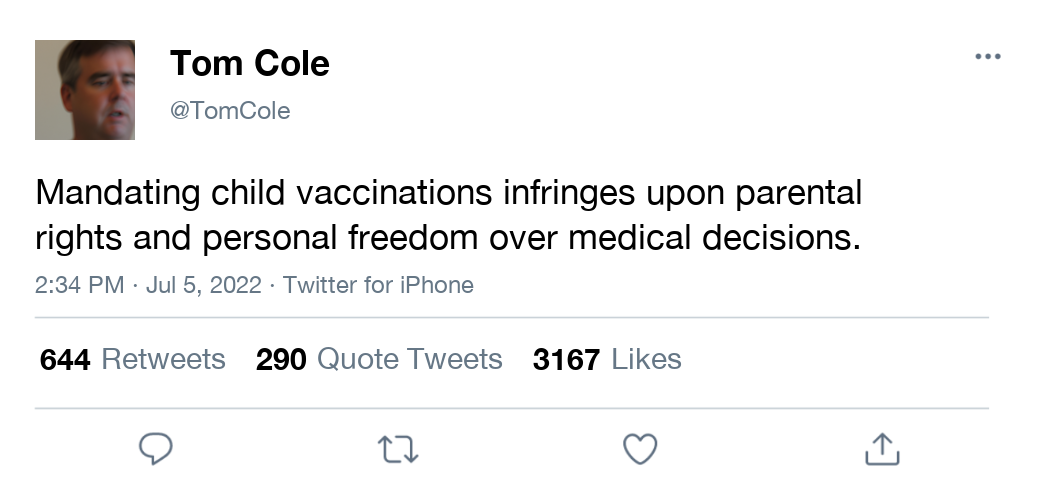 Tom Cole
@TomCole
Mandating child vaccinations infringes upon parental
rights and personal freedom over medical decisions.
2:34 PM · Jul 5, 2022 · Twitter for iPhone
644 Retweets 290 Quote Tweets 3167 Likes